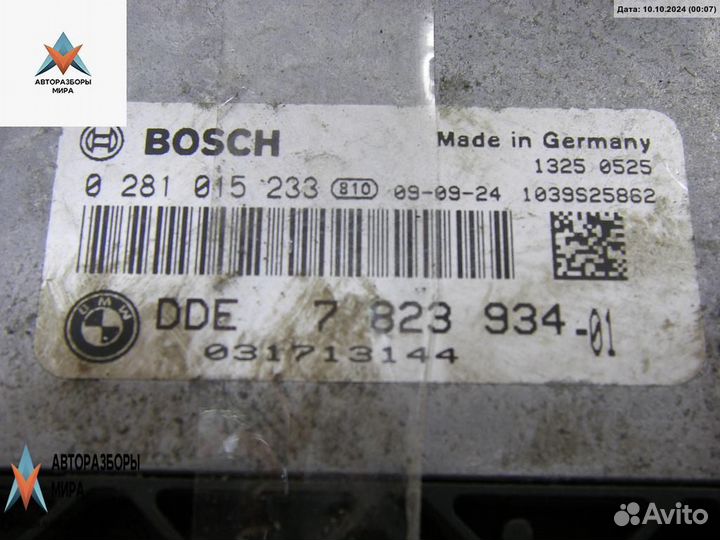 Дата: 10.10.2024 (00:07)
АВТОРАЗБОРЫ
МИРА
BOSCH
Made in Germany
1325 0525
0 281 015 233 810 09-09-24 1039S25862
BMW
DDE 7 823 934-01
031713144
АВТОРАЗБОРЫ
МИРА
Avito